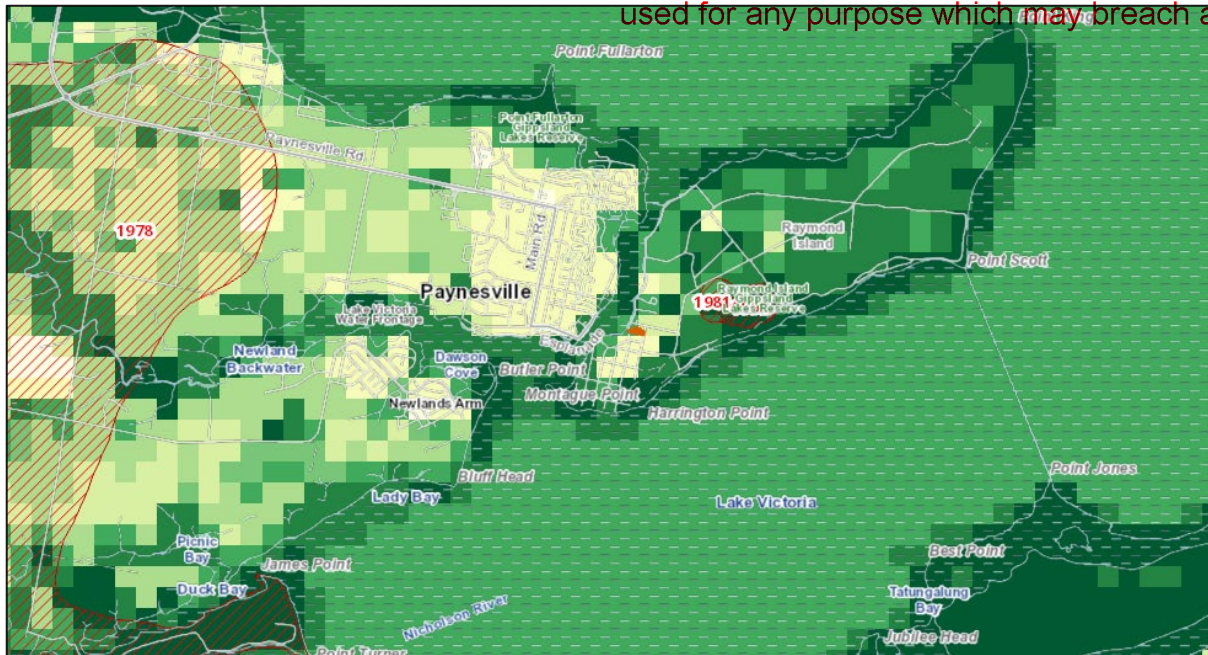 used for any purpose which may breach a
Point Fullarton
Point Fullarton
Gippsland
Lakes Reserve
Paynesville Rd
Main Rd
1978
Raymond
Island
Point Scott
Paynesville
Raymond Island
Gippsland
Lakes Reserve
1981
Lake Victoria
Water Frontage
Esplanade
Newland
Backwater
Dawson
Cove
Butler Point
Montague Point
Newlands Arm
Harrington Point
Bluff Head
Point Jones
Lady Bay
Lake Victoria
Picnic
Bay
Best Point
James Point
Duck Bay
Tatungalung
Bay
Nicholson River
Jubilee Head
Point Turner